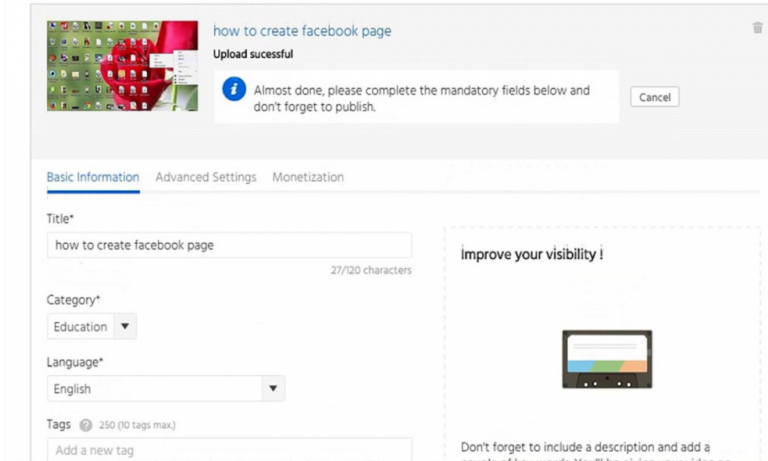 how to create facebook page
Upload sucessful
Almost done, please complete the mandatory fields below and
don't forget to publish.
Cancel
Basic Information Advanced Settings Monetization
Title*
how to create facebook page
27/120 characters
Category*
Education
Language*
English
Tags ? 250 (10 tags max.)
Add a new tag
Improve your visibility !
Don't forget to include a description and add a